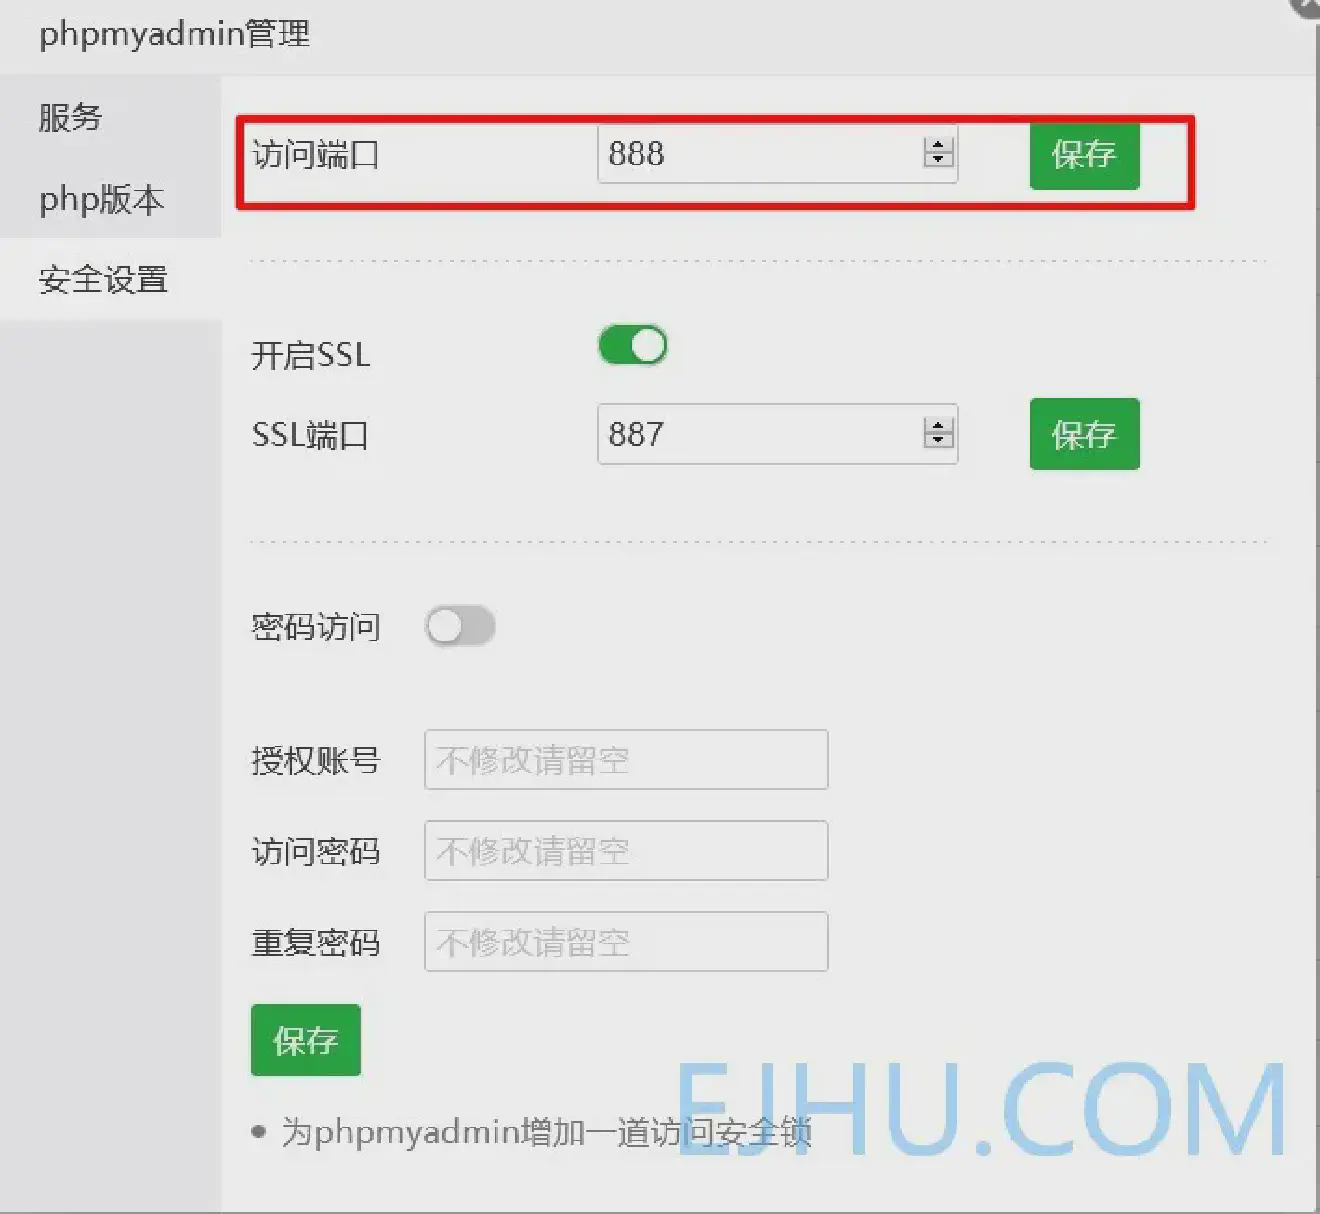 phpmyadmin管理
服务
php版本
安全设置
访问端口 888 保存
开启SSL
SSL端口 887 保存
密码访问
授权账号 不修改请留空
访问密码 不修改请留空
重复密码 不修改请留空
保存
• 为phpmyadmin增加一道访问安全锁
EJHU.COM